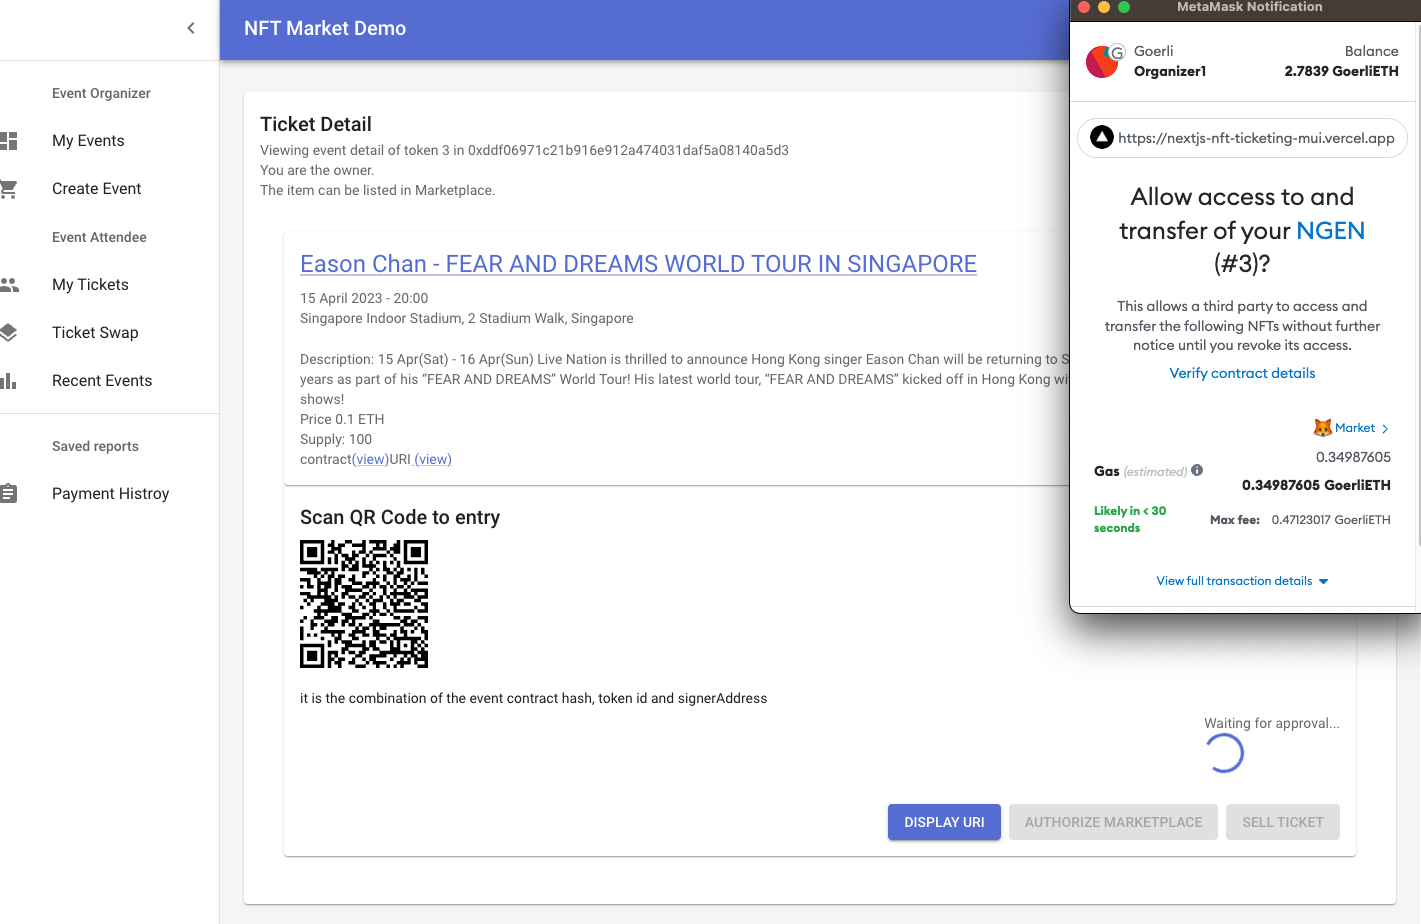 NFT Market Demo
Event Organizer
My Events
Create Event
Event Attendee
My Tickets
Ticket Swap
Recent Events
Saved reports
Payment Histroy
Ticket Detail
Viewing event detail of token 3 in 0xddf06971c21b916e912a474031daf5a08140a5d3
You are the owner.
The item can be listed in Marketplace.
Eason Chan - FEAR AND DREAMS WORLD TOUR IN SINGAPORE
15 April 2023 - 20:00
Singapore Indoor Stadium, 2 Stadium Walk, Singapore
Description: 15 Apr(Sat) - 16 Apr(Sun) Live Nation is thrilled to announce Hong Kong singer Eason Chan will be returning to S
years as part of his “FEAR AND DREAMS” World Tour! His latest world tour, “FEAR AND DREAMS” kicked off in Hong Kong wi
shows!
Price 0.1 ETH
Supply: 100
contract(view)URI (view)
Scan QR Code to entry
it is the combination of the event contract hash, token id and signerAddress
Waiting for approval...
DISPLAY URI
AUTHORIZE MARKETPLACE
SELL TICKET
MetaMask Notification
G
Goerli
Balance
Organizer1
2.7839 GoerliETH
https://nextjs-nft-ticketing-mui.vercel.app
Allow access to and
transfer of your NGEN
(#3)?
This allows a third party to access and
transfer the following NFTs without further
notice until you revoke its access.
Verify contract details
Market
0.34987605
Gas (estimated)
0.34987605 GoerliETH
Likely in < 30
seconds
Max fee: 0.47123017 GoerliETH
View full transaction details